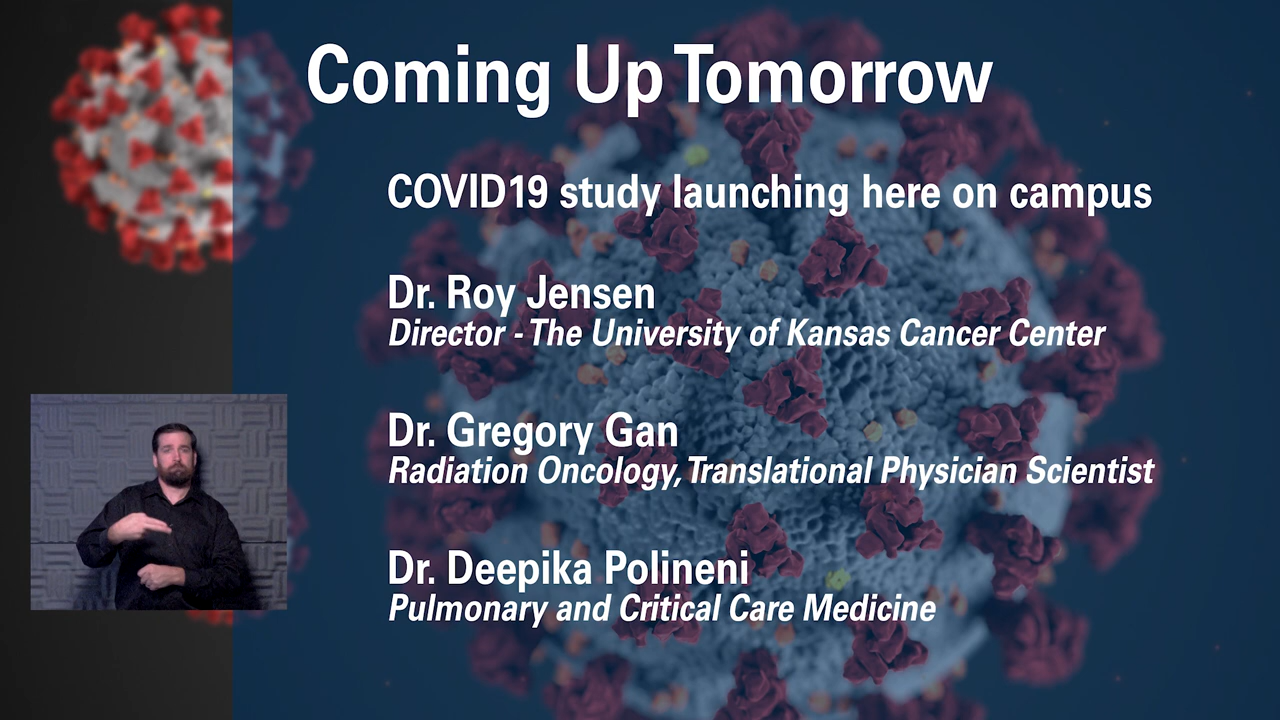 Coming Up Tomorrow
COVID19 study launching here on campus
Dr. Roy Jensen
Director - The University of Kansas Cancer Center
Dr. Gregory Gan
Radiation Oncology, Translational Physician Scientist
Dr. Deepika Polineni
Pulmonary and Critical Care Medicine